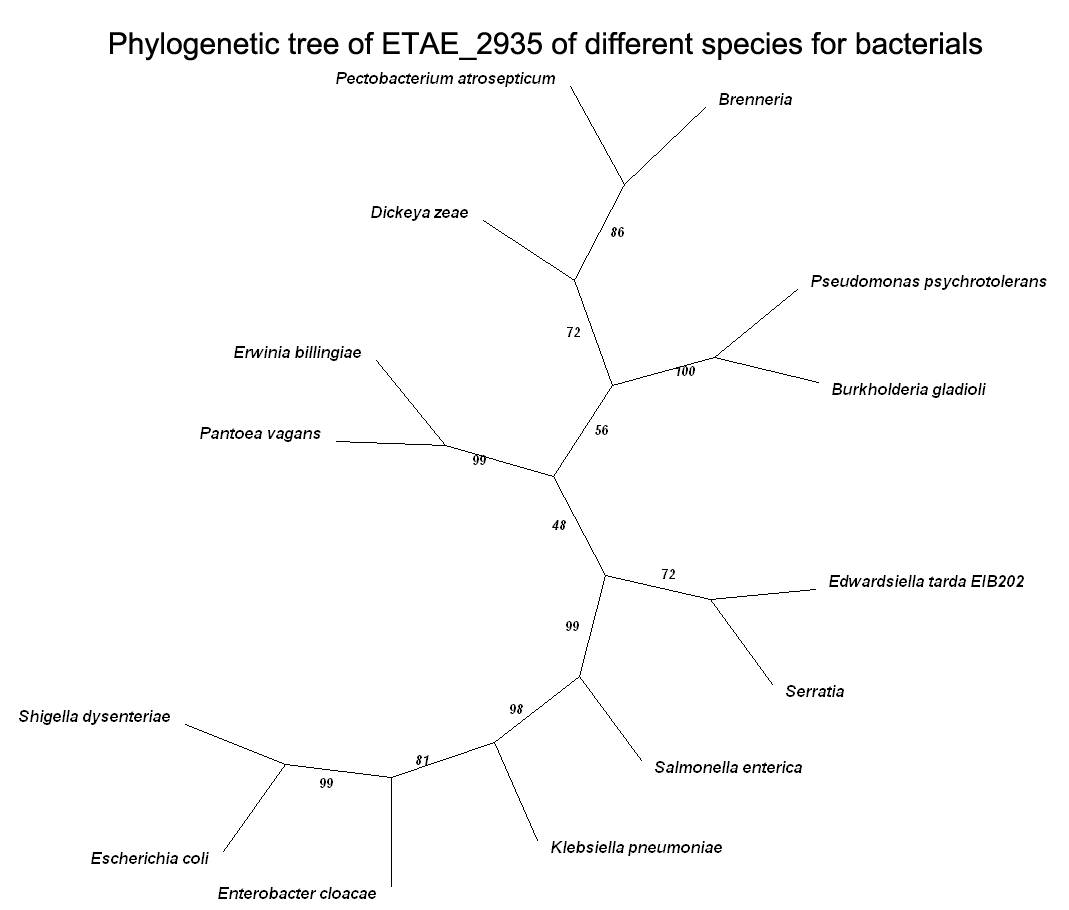 Phylogenetic tree of ETAE_2935 of different species for bacterials
Pectobacterium atrosepticum
Brenneria
Dickeya zeae
86
Pseudomonas psychrotolerans
72
Erwinia billingiae
100
Burkholderia gladioli
Pantoea vagans
56
99
48
72
Edwardsiella tarda EIB202
99
Serratia
98
Shigella dysenteriae
81
Salmonella enterica
99
Klebsiella pneumoniae
Escherichia coli
Enterobacter cloacae